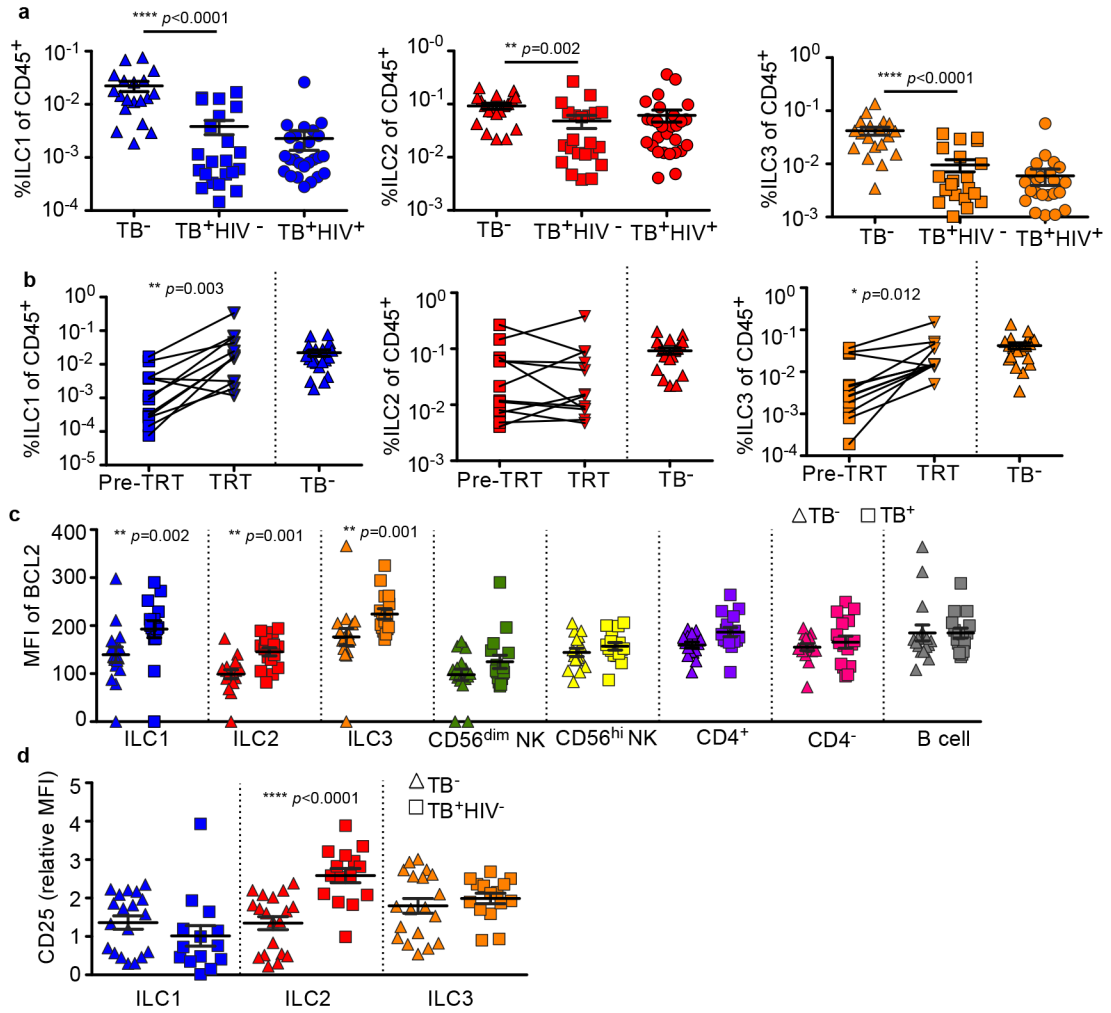 a
%ILC1 of CD45⁺
10⁻¹
10⁻²
10⁻³
10⁻⁴
**** p<0.0001
TB⁻ TB⁺HIV ⁻ TB⁺HIV⁺
%ILC2 of CD45⁺
10⁻⁰
10⁻¹
10⁻²
10⁻³
** p=0.002
TB⁻ TB⁺HIV ⁻ TB⁺HIV⁺
%ILC3 of CD45⁺
10⁰
10⁻¹
10⁻²
10⁻³
**** p<0.0001
TB⁻ TB⁺HIV ⁻ TB⁺HIV⁺
b
%ILC1 of CD45⁺
10⁰
10⁻¹
10⁻²
10⁻³
10⁻⁴
10⁻⁵
** p=0.003
Pre-TRT TRT TB⁻
%ILC2 of CD45⁺
10⁰
10⁻¹
10⁻²
10⁻³
Pre-TRT TRT TB⁻
%ILC3 of CD45⁺
10⁰
10⁻¹
10⁻²
10⁻³
10⁻⁴
* p=0.012
Pre-TRT TRT TB⁻
c
TB⁻ TB⁺
MFI of BCL2
400
300
200
100
0
** p=0.002 ** p=0.001 ** p=0.001
ILC1 ILC2 ILC3 CD56ᵈⁱᵐ NK CD56ʰⁱ NK CD4⁺ CD4⁻ B cell
d
TB⁻
TB⁺HIV⁻
CD25 (relative MFI)
5
4
3
2
1
0
**** p<0.0001
ILC1 ILC2 ILC3